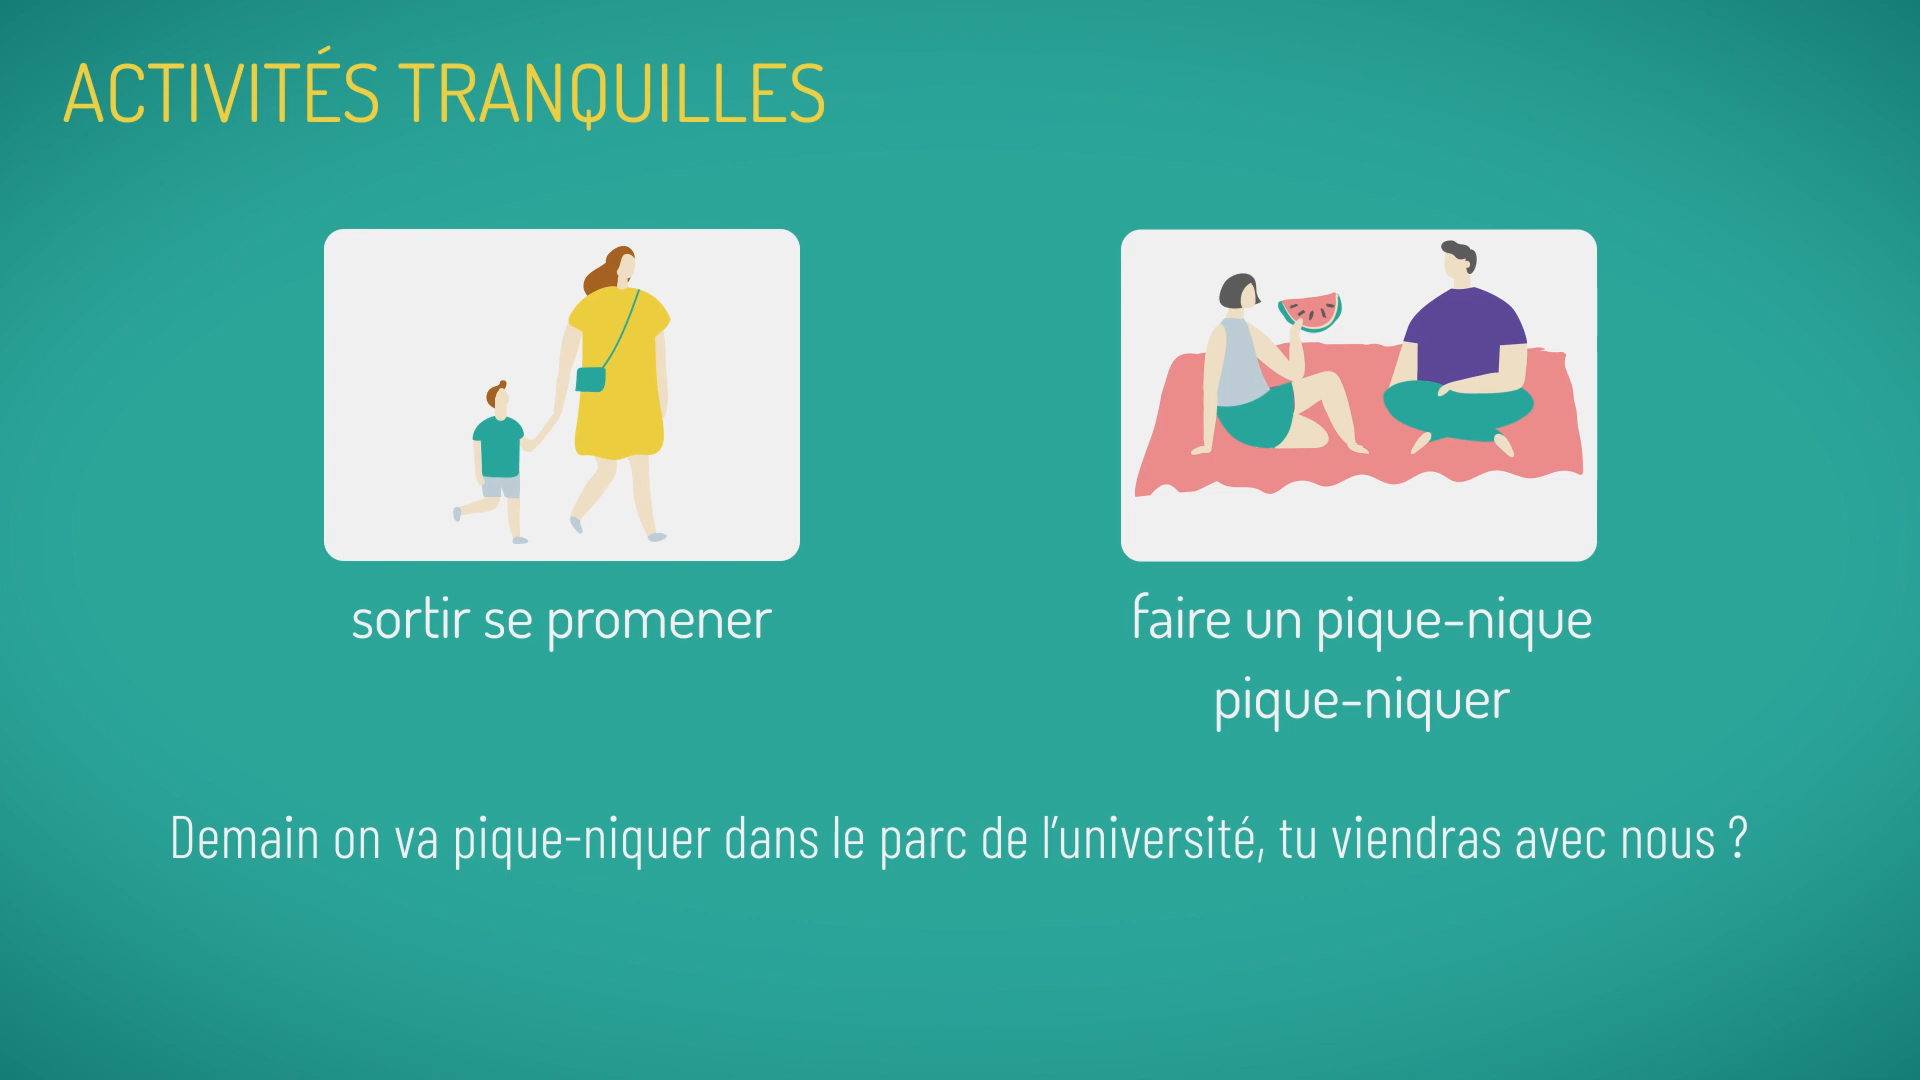 ACTIVITÉS TRANQUILLES
sortir se promener
faire un pique-nique
pique-niquer
Demain on va pique-niquer dans le parc de l'université, tu viendras avec nous ?